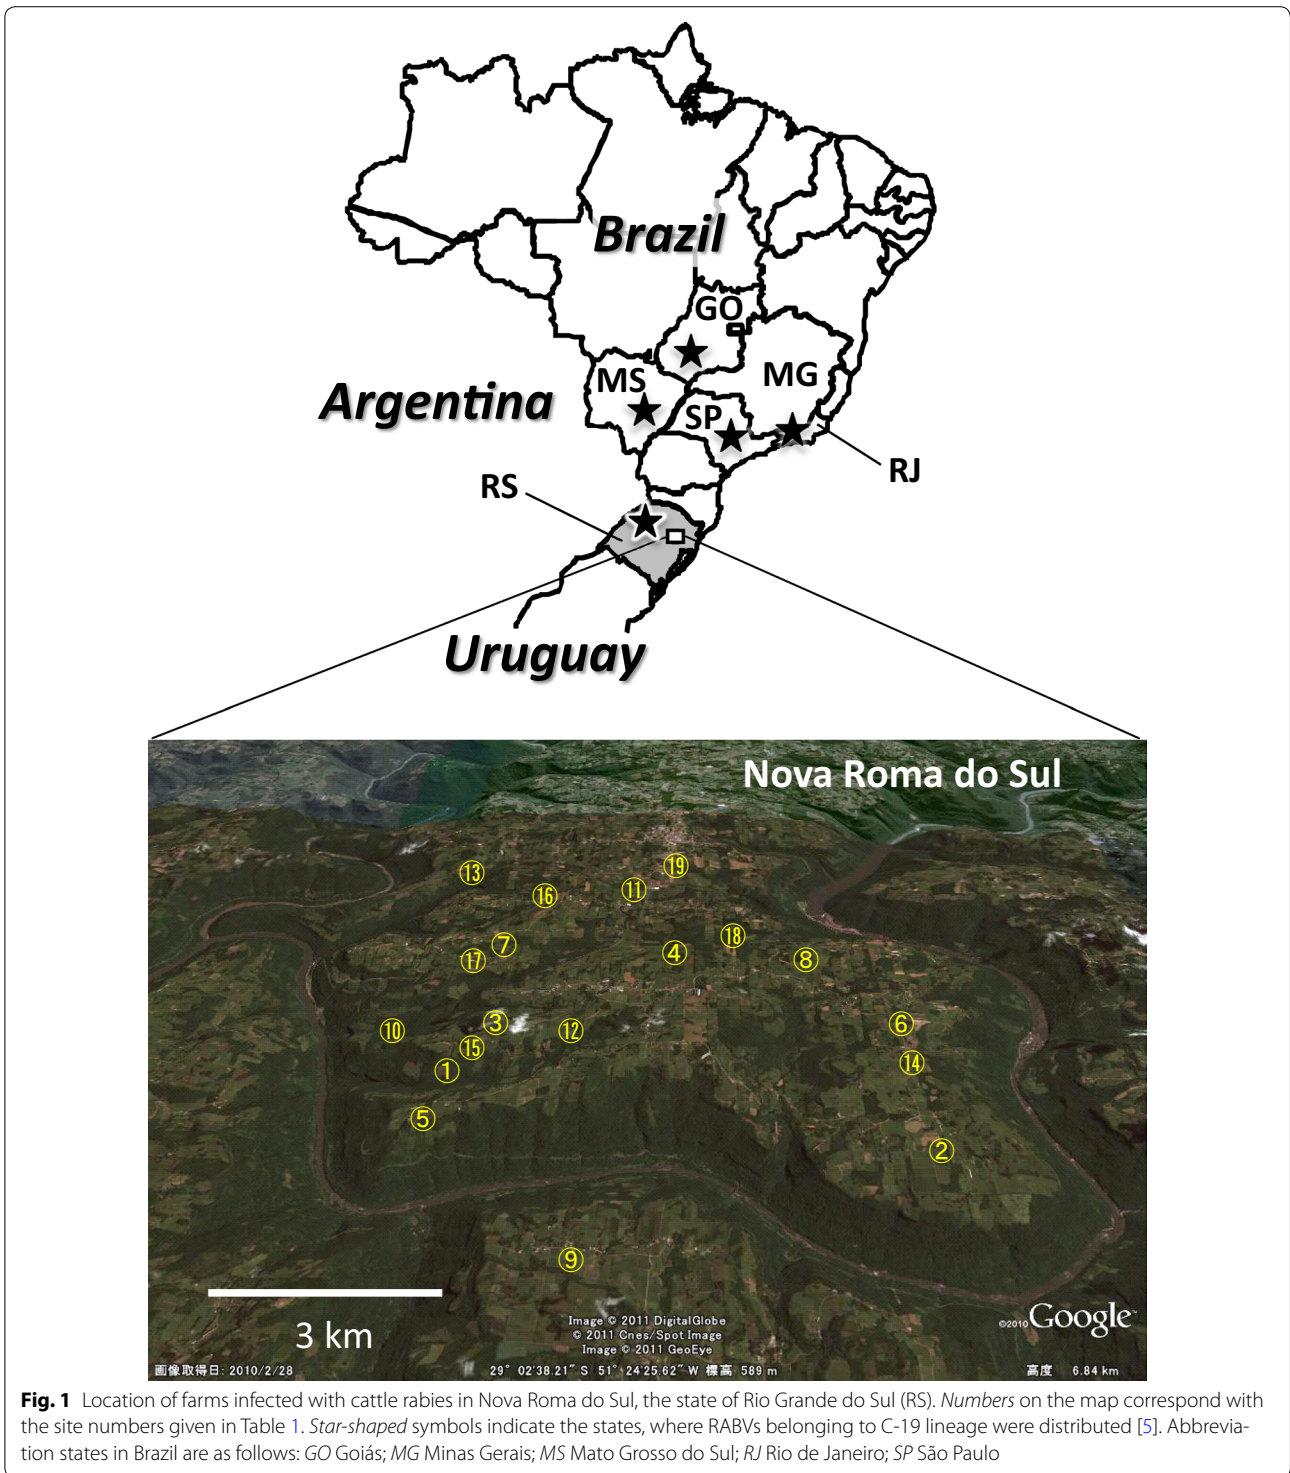 Brazil
GO
MS
MG
Argentina
SP
RJ
RS
Uruguay
Nova Roma do Sul
⑬
⑲
⑯
⑪
⑱
⑦
④
⑰
⑧
③
⑥
⑩
⑫
⑮
⑭
①
⑤
②
⑨
3 km
Image © 2011 DigitalGlobe
© 2011 Cnes/Spot Image
Image © 2011 GeoEye
©2010 Google™
画像取得日: 2010/2/28
29° 02'38.21" S 51° 24'25.62" W 標高 589 m
高度 6.84 km
Fig. 1 Location of farms infected with cattle rabies in Nova Roma do Sul, the state of Rio Grande do Sul (RS). Numbers on the map correspond with
the site numbers given in Table 1. Star-shaped symbols indicate the states, where RABVs belonging to C-19 lineage were distributed [5]. Abbrevia-
tion states in Brazil are as follows: GO Goiás; MG Minas Gerais; MS Mato Grosso do Sul; RJ Rio de Janeiro; SP São Paulo